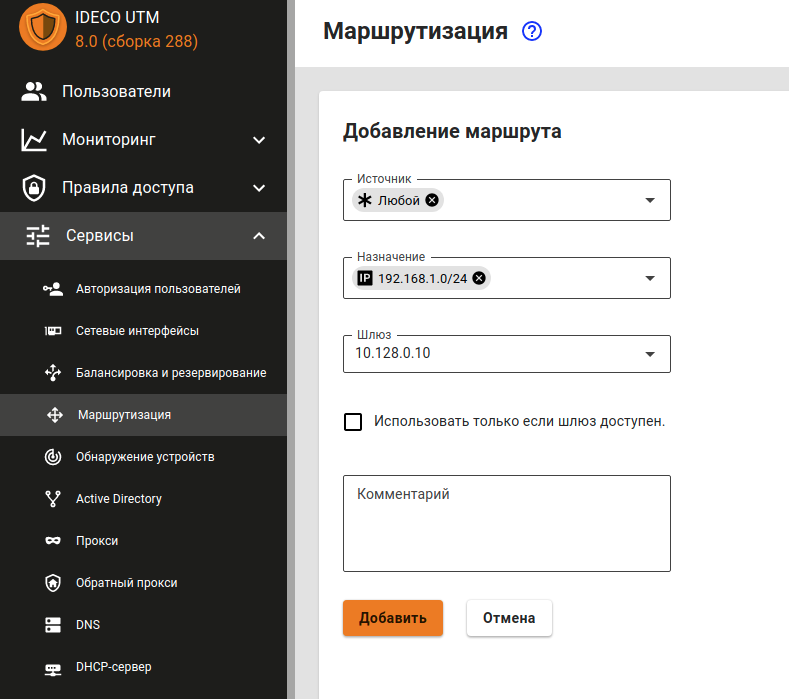 IDECO UTM
8.0 (сборка 288)
Пользователи
Мониторинг
Правила доступа
Сервисы
Авторизация пользователей
Сетевые интерфейсы
Балансировка и резервирование
Маршрутизация
Обнаружение устройств
Active Directory
Прокси
Обратный прокси
DNS
DHCP-сервер
Маршрутизация ?
Добавление маршрута
Источник
Любой
Назначение
IP 192.168.1.0/24
Шлюз
10.128.0.10
Использовать только если шлюз доступен.
Комментарий
Добавить
Отмена